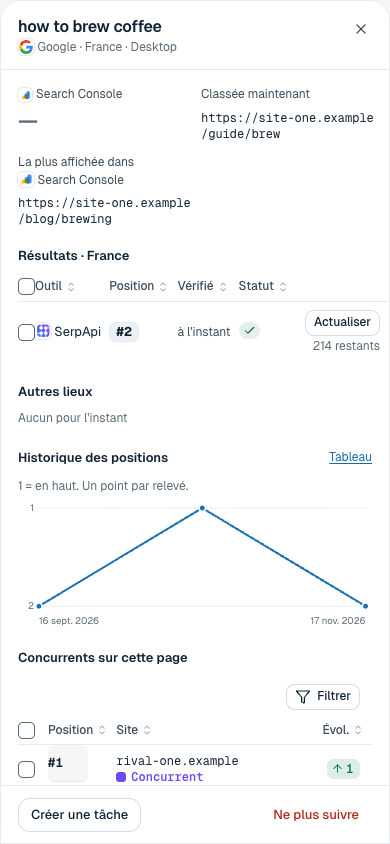 how to brew coffee
Google · France · Desktop
Search Console
—
Classée maintenant
https://site-one.example
/guide/brew
La plus affichée dans
Search Console
https://site-one.example
/blog/brewing
Résultats · France
Outil Position Vérifié Statut
SerpApi #2 à l'instant Actualiser
214 restants
Autres lieux
Aucun pour l'instant
Historique des positions Tableau
1 = en haut. Un point par relevé.
1
2
16 sept. 2026 17 nov. 2026
Concurrents sur cette page
Filtrer
Position Site Évol.
#1 rival-one.example ↑ 1
Concurrent
Créer une tâche Ne plus suivre